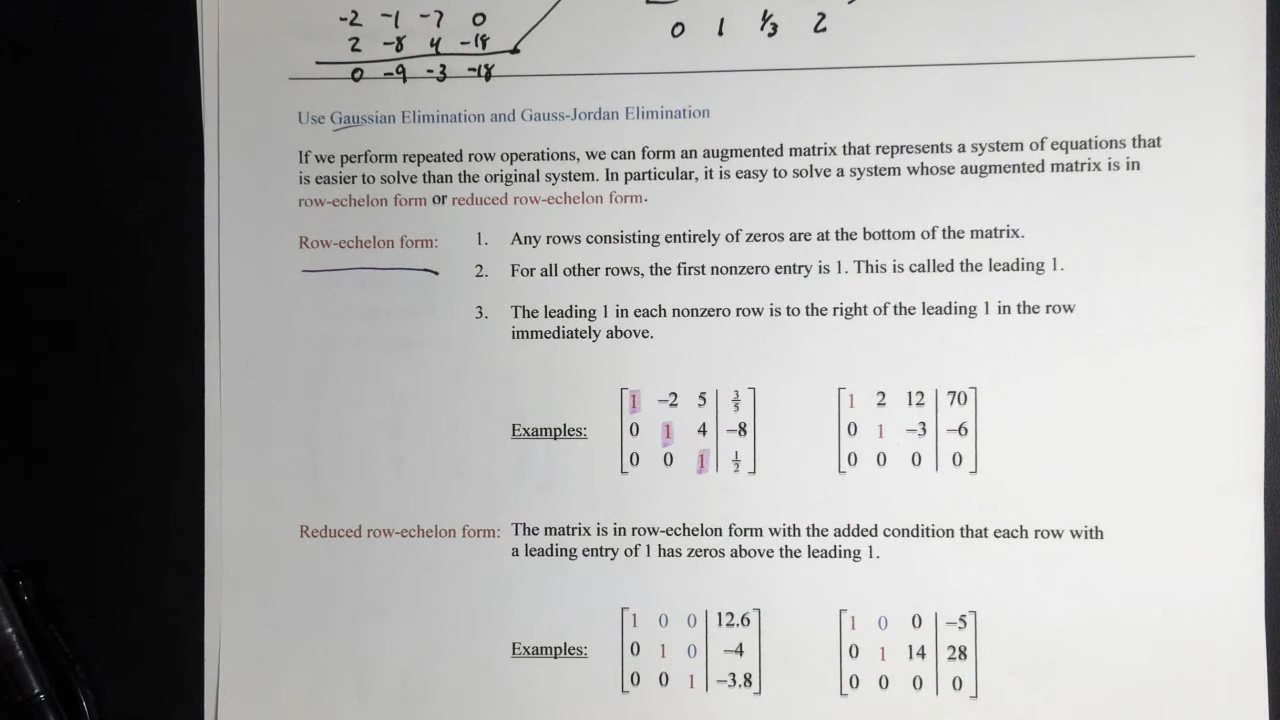 -2 -1 -7 0
2 -8 4 -18
0 -9 -3 -18
0 1 1/3 2
Use Gaussian Elimination and Gauss-Jordan Elimination
If we perform repeated row operations, we can form an augmented matrix that represents a system of equations that
is easier to solve than the original system. In particular, it is easy to solve a system whose augmented matrix is in
row-echelon form or reduced row-echelon form.
Row-echelon form: 1. Any rows consisting entirely of zeros are at the bottom of the matrix.
2. For all other rows, the first nonzero entry is 1. This is called the leading 1.
3. The leading 1 in each nonzero row is to the right of the leading 1 in the row
immediately above.
1 -2 5 3/5 1 2 12 70
Examples: 0 1 4 -8 0 1 -3 -6
0 0 1 1/2 0 0 0 0
Reduced row-echelon form: The matrix is in row-echelon form with the added condition that each row with
a leading entry of 1 has zeros above the leading 1.
1 0 0 12.6 1 0 0 -5
Examples: 0 1 0 -4 0 1 14 28
0 0 1 -3.8 0 0 0 0